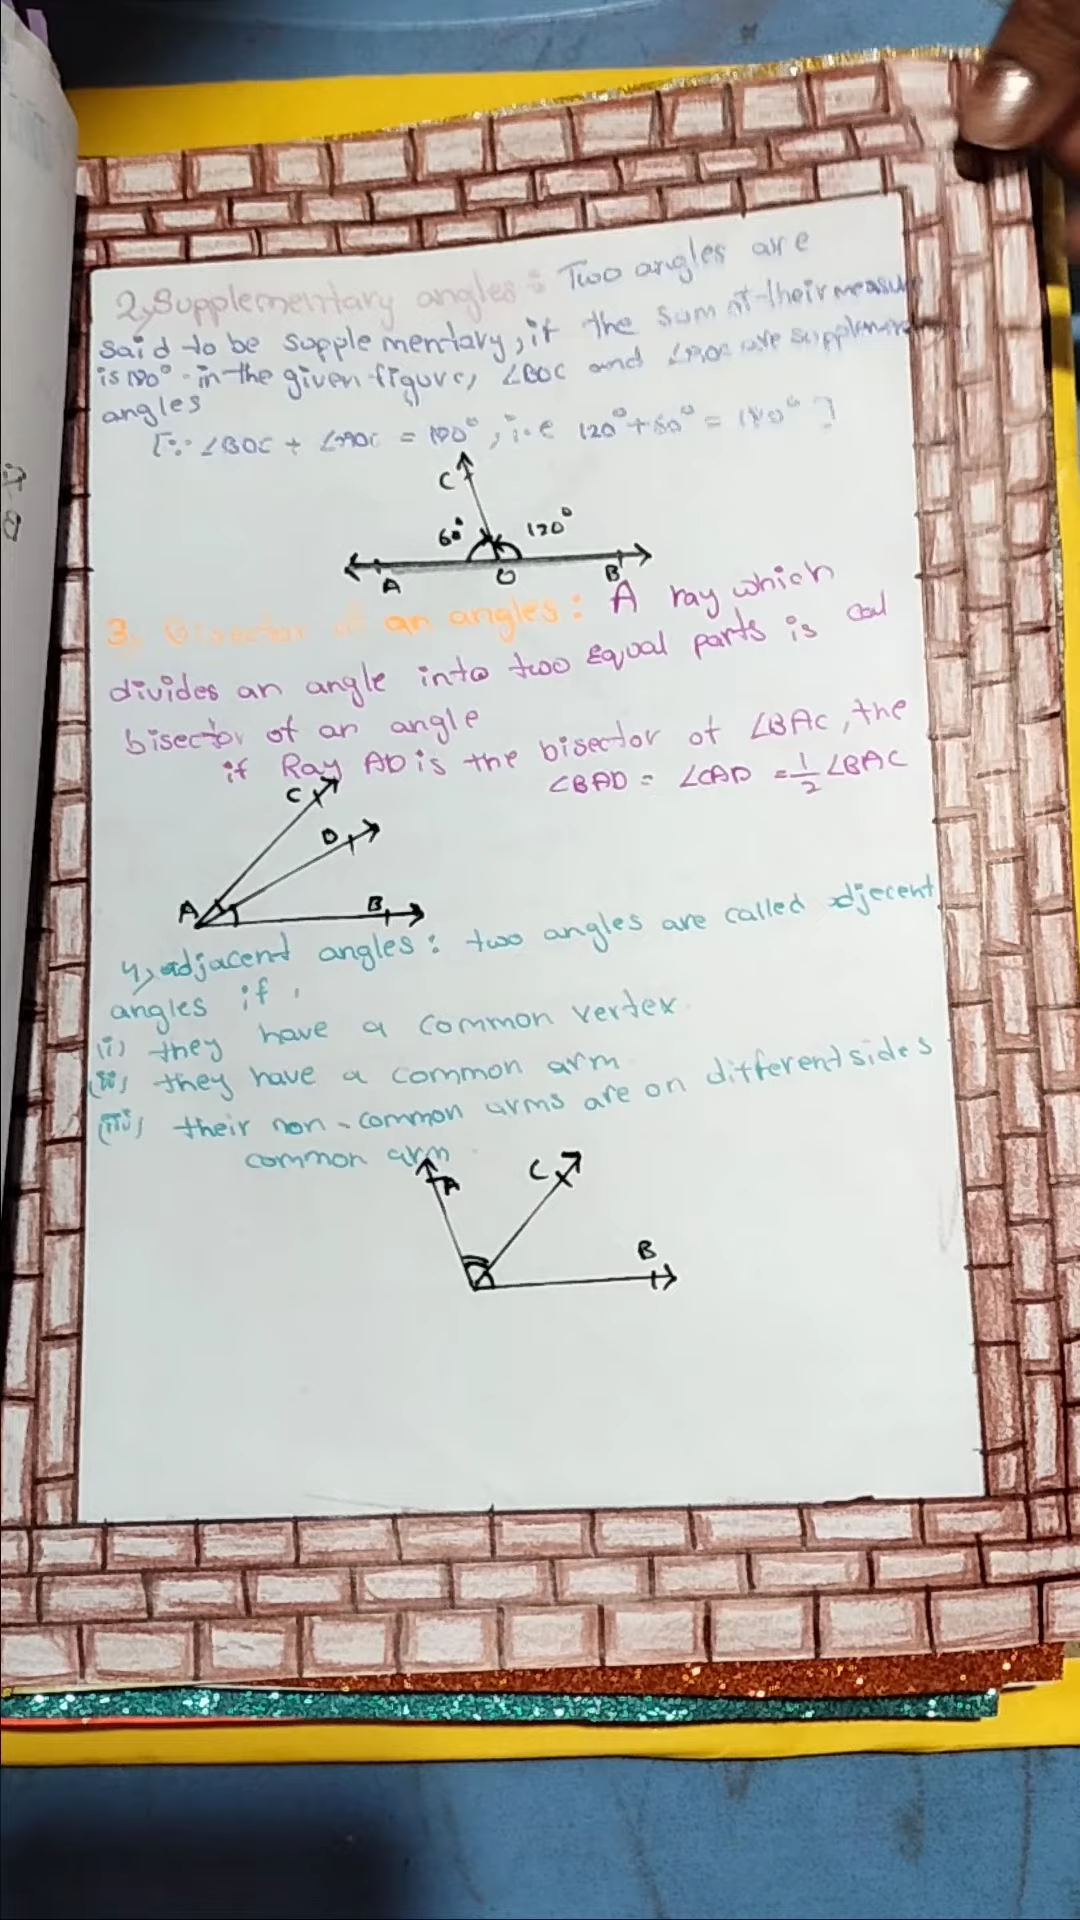 2, Supplementary angles: Two angles are
said to be supplementary, if the sum of their measure
is 180° in the given figure, ∠BOC and ∠AOC are supplementary
angles
[∵ ∠BOC + ∠AOC = 180°, i.e 120°+60° = 180°]
C
60° 120°
A O B
3, Bisector of an angles: A ray which
divides an angle into two Equal parts is
bisector of an angle
if Ray AD is the bisector of ∠BAC, the
∠BAD = ∠CAD = 1/2 ∠BAC
C
D
A B
4, adjacent angles: two angles are called adjecent
angles if,
(i) they have a common vertex.
(ii) they have a common arm
(iii) their non-common arms are on different sides
common arm.
A C
B